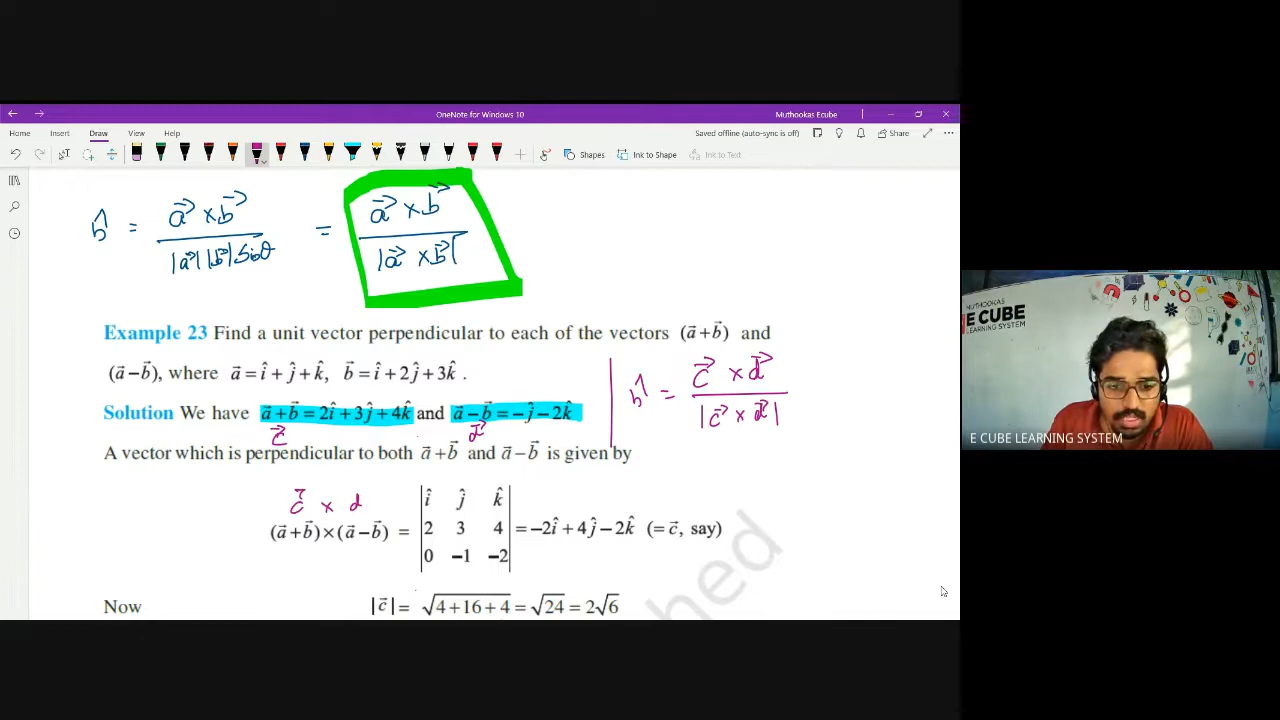 OneNote for Windows 10
Muthookas Ecube
Home Insert Draw View Help
Saved offline (auto-sync is off)
Share
Shapes Ink to Shape Ink to Text
n̂ = a⃗ × b⃗ / |a⃗| |b⃗| Sinθ = a⃗ × b⃗ / |a⃗ × b⃗|
Example 23 Find a unit vector perpendicular to each of the vectors (a⃗+b⃗) and
(a⃗−b⃗), where a⃗ = î + ĵ + k̂, b⃗ = î + 2ĵ + 3k̂ .
n̂ = c⃗ × d⃗ / |c⃗ × d⃗|
Solution We have a⃗+b⃗ = 2î + 3ĵ + 4k̂ and a⃗−b⃗ = −ĵ − 2k̂
c⃗ d⃗
A vector which is perpendicular to both a⃗+b⃗ and a⃗−b⃗ is given by
c⃗ × d
(a⃗+b⃗)×(a⃗−b⃗) = |î ĵ k̂
2 3 4
0 −1 −2| = −2î + 4ĵ − 2k̂ (= c⃗, say)
Now |c⃗| = √4+16+4 = √24 = 2√6
hed
MUTHOOKAS
E CUBE
LEARNING SYSTEM
E CUBE LEARNING SYSTEM